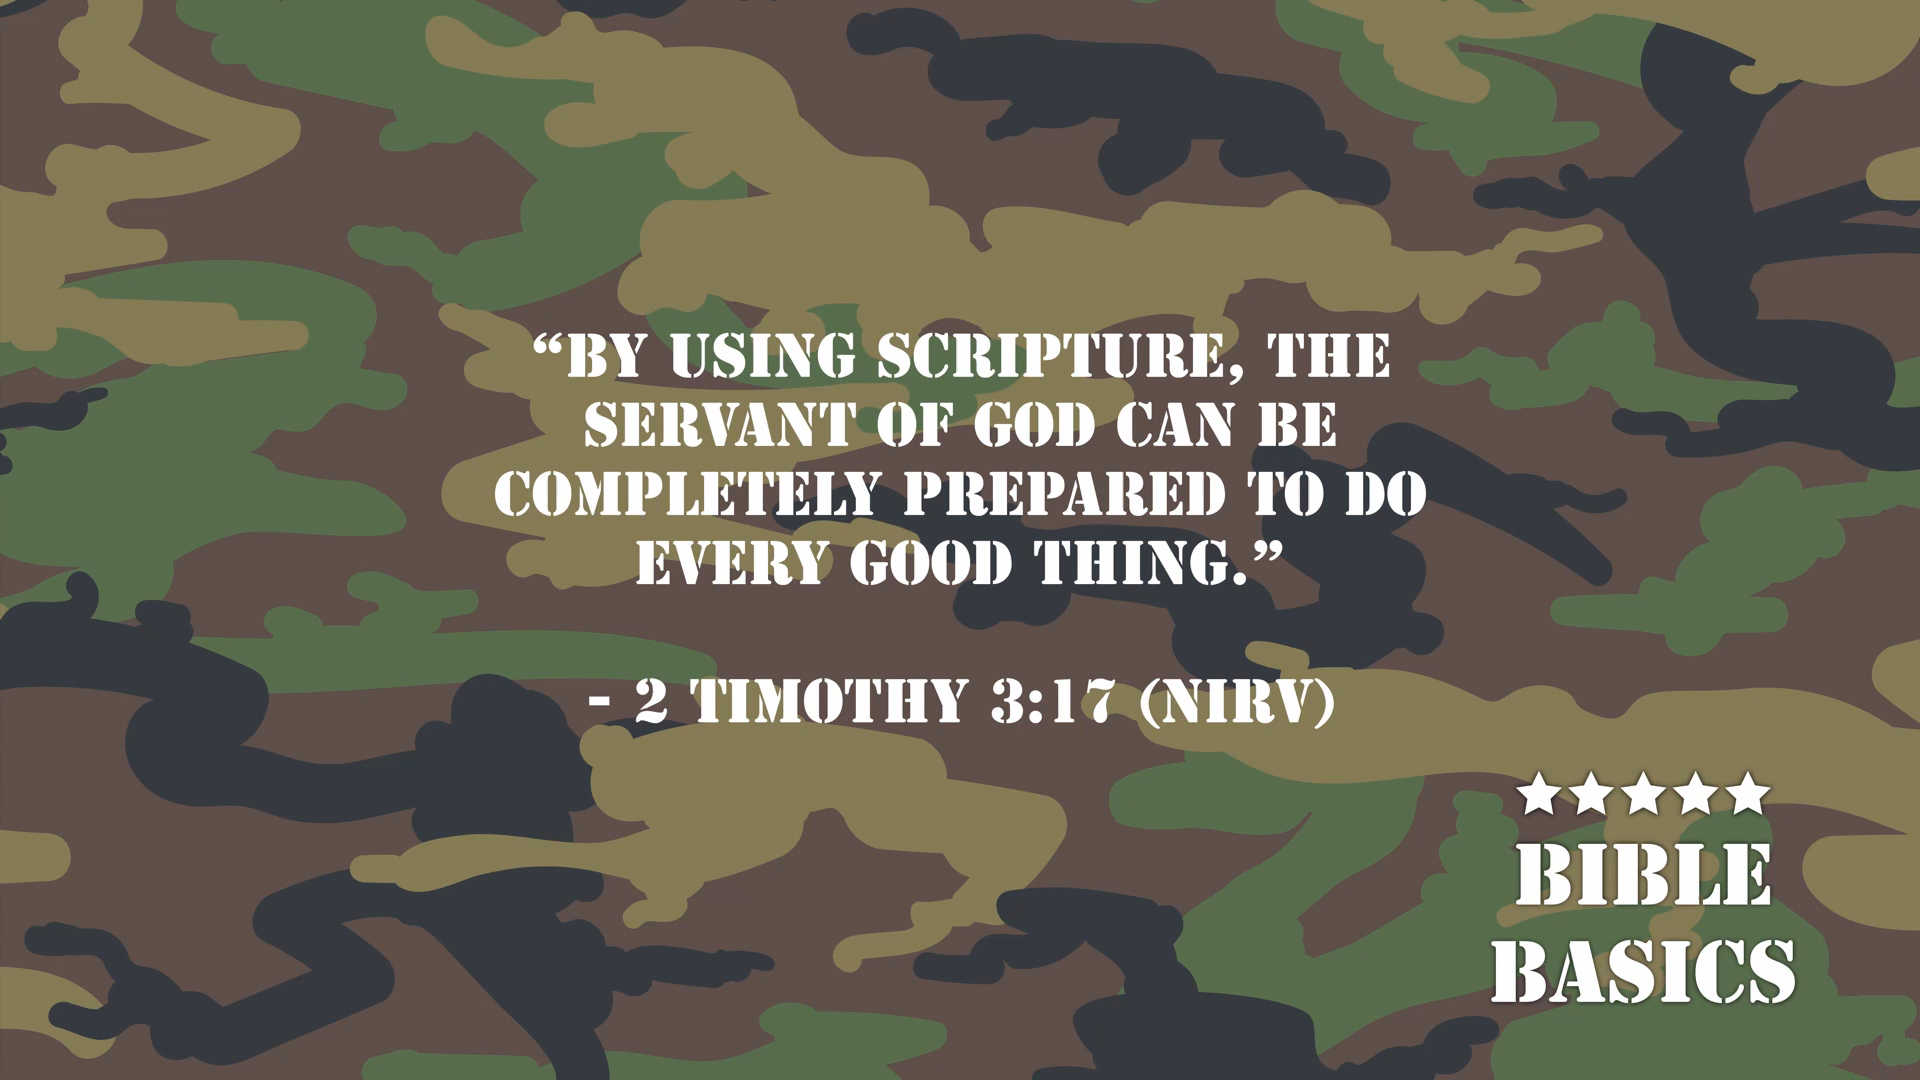 “BY USING SCRIPTURE, THE
SERVANT OF GOD CAN BE
COMPLETELY PREPARED TO DO
EVERY GOOD THING.”
- 2 TIMOTHY 3:17 (NIRV)
BIBLE
BASICS